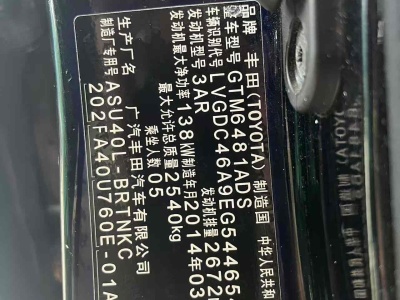 品牌 丰田(TOYOTA) 制造国 中华人民共和
整车型号 GTM6481ADS
车辆识别代号 LVGDC46A9EG54465
发动机型号 3AR 发动机排量 2672
发动机最大净功率 138kW 制造年月 2014年03
最大允许总质量 2540kg
乘坐人数 05
生产厂名 广汽丰田汽车有限公司
制造厂专用号 ASU40L-BRTNKC
202FA40U760E-01A